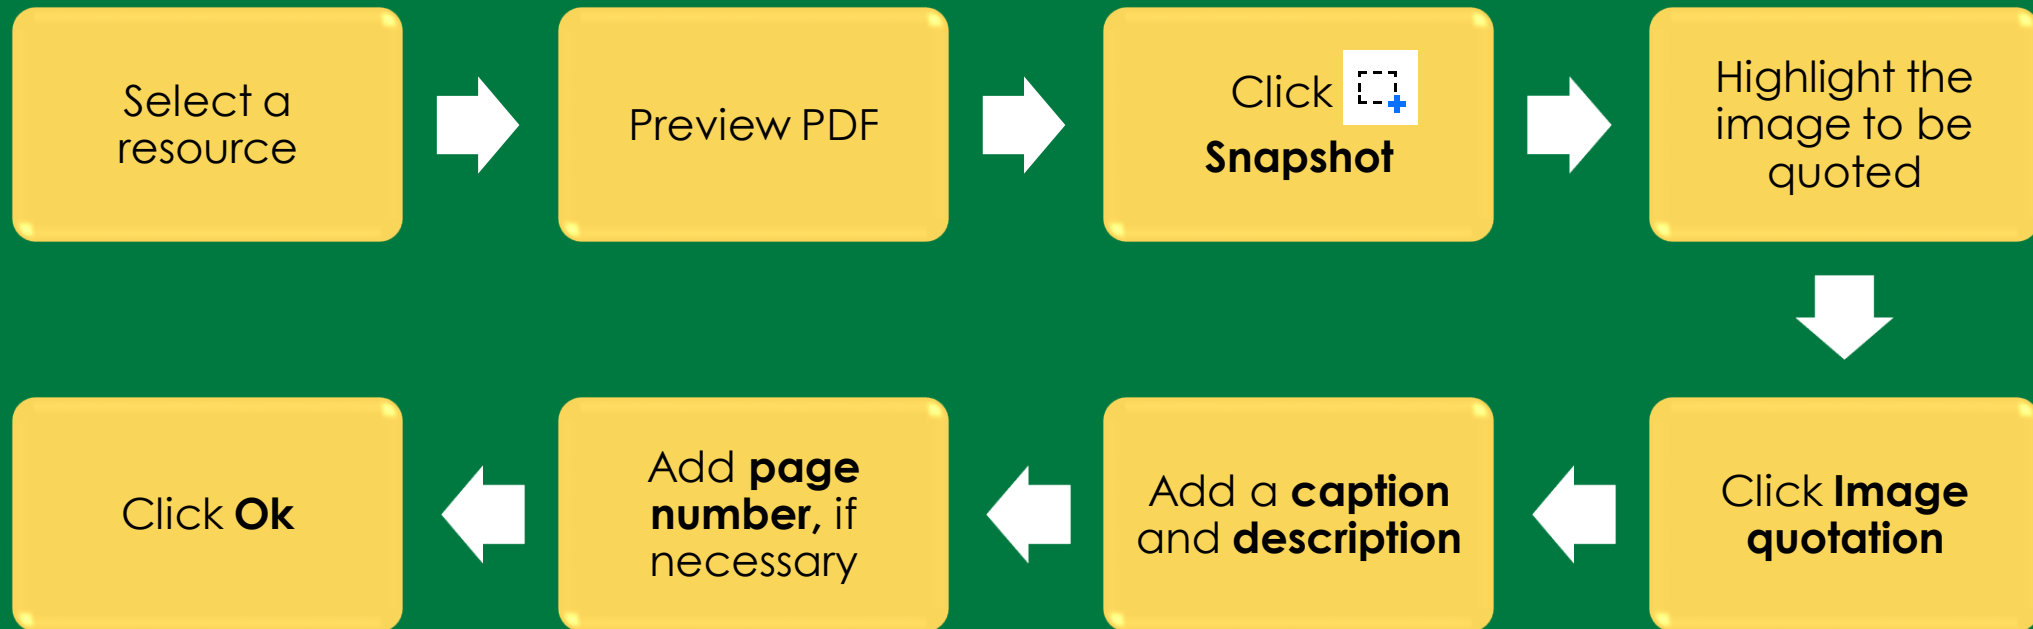 Select a
resource
Preview PDF
Click
Snapshot
Highlight the
image to be
quoted
Click Image
quotation
Add a caption
and description
Add page
number, if
necessary
Click Ok